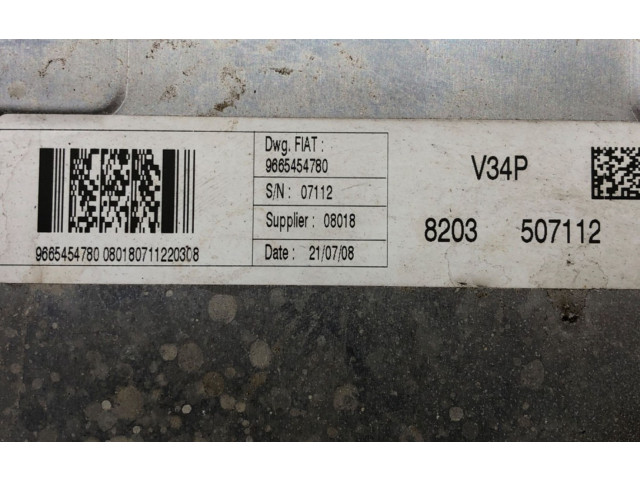 Dwg. FIAT :
9665454780
S/N : 07112
Supplier : 08018
Date : 21/07/08
9665454780 080180711220308
V34P
8203 507112